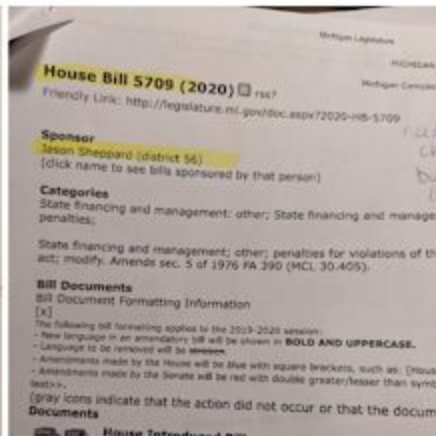 Michigan Legislature
MICHIGAN
House Bill 5709 (2020) rss?
Michigan Compiled
Friendly Link: http://legislature.mi.gov/doc.aspx?2020-HB-5709
Sponsor
Jason Sheppard (district 56)
(click name to see bills sponsored by that person)
Categories
State financing and management: other; State financing and manage
penalties;
State financing and management; other; penalties for violations of th
act; modify. Amends sec. 5 of 1976 PA 390 (MCL 30.405).
Bill Documents
Bill Document Formatting Information
[x]
The following bill formatting applies to the 2019-2020 session:
- New language in an amendatory bill will be shown in BOLD AND UPPERCASE.
- Language to be removed will be stricken.
- Amendments made by the House will be blue with square brackets, such as: [Hous
- Amendments made by the Senate will be red with double greater/lesser than symb
text>>.
(gray icons indicate that the action did not occur or that the docum
Documents
House Introduced Bill